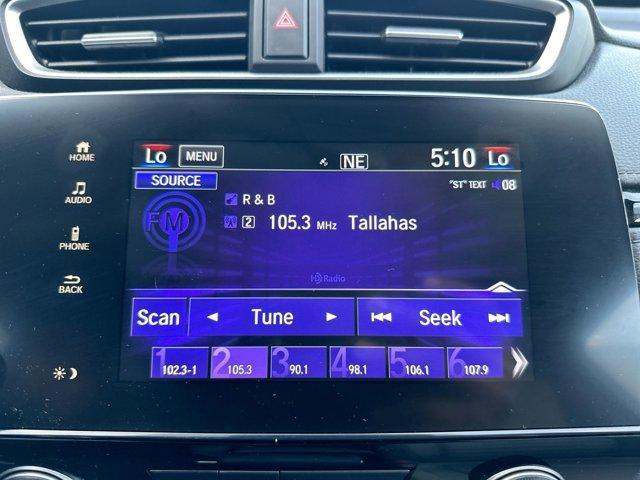 Lo MENU NE 5:10 Lo
HOME
SOURCE
"ST" TEXT 08
AUDIO
R & B
FM
2 105.3 MHz Tallahas
PHONE
HD Radio
BACK
Scan Tune Seek
1 102.3-1 2 105.3 3 90.1 4 98.1 5 106.1 6 107.9